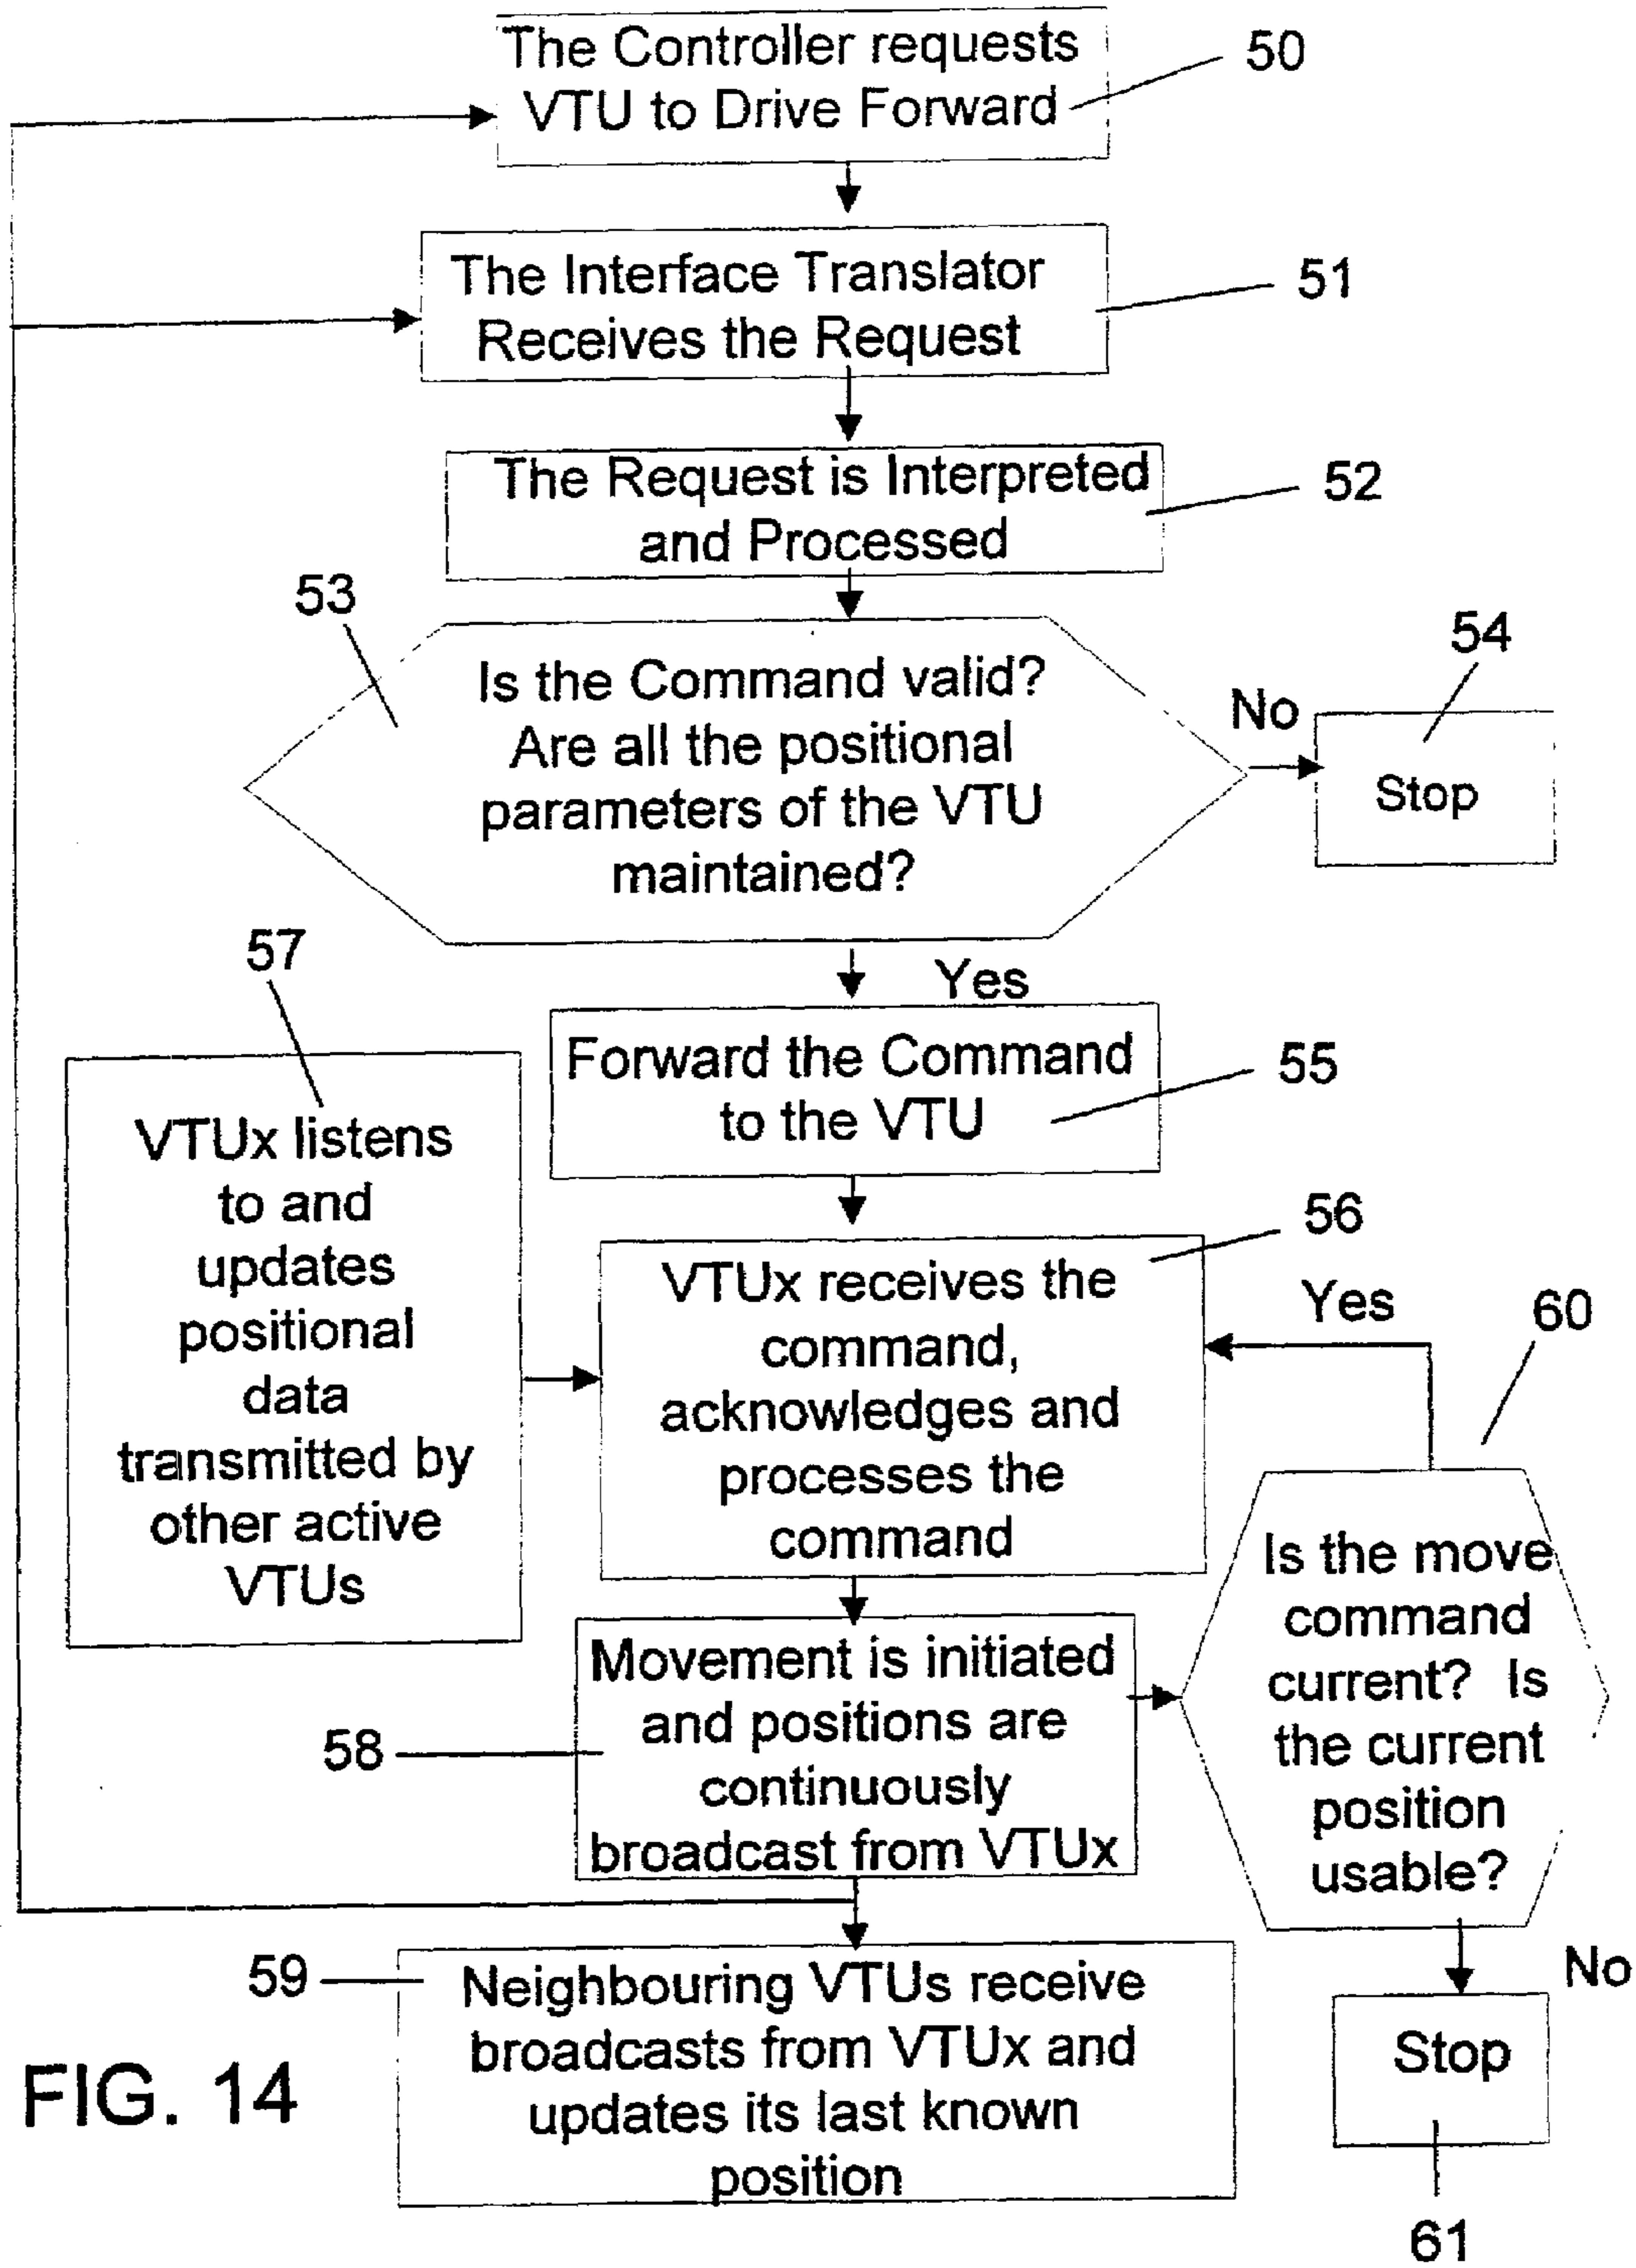 The Controller requests
VTU to Drive Forward
50
The Interface Translator
Receives the Request
51
The Request is Interpreted
and Processed
52
53
Is the Command valid?
Are all the positional
parameters of the VTU
maintained?
No
54
Stop
Yes
57
Forward the Command
to the VTU
55
VTUx listens
to and
updates
positional
data
transmitted by
other active
VTUs
56
VTUx receives the
command,
acknowledges and
processes the
command
Yes
60
Is the move
command
current? Is
the current
position
usable?
Movement is initiated
and positions are
continuously
broadcast from VTUx
58
No
59
Neighbouring VTUs receive
broadcasts from VTUx and
updates its last known
position
Stop
61
FIG. 14